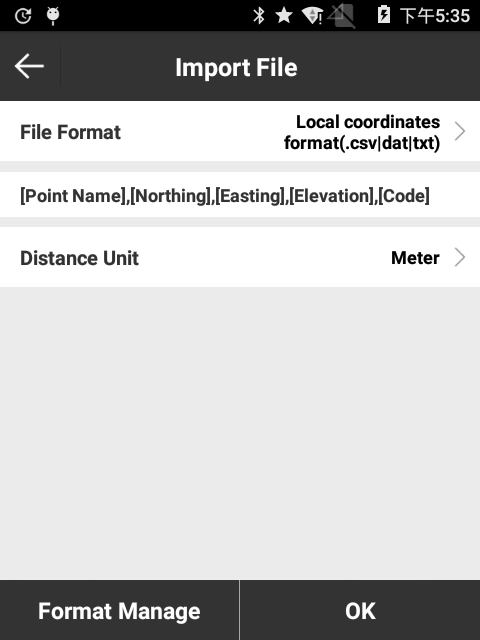 下午5:35
Import File
File Format
Local coordinates
format(.csv|dat|txt)
[Point Name],[Northing],[Easting],[Elevation],[Code]
Distance Unit
Meter
Format Manage
OK